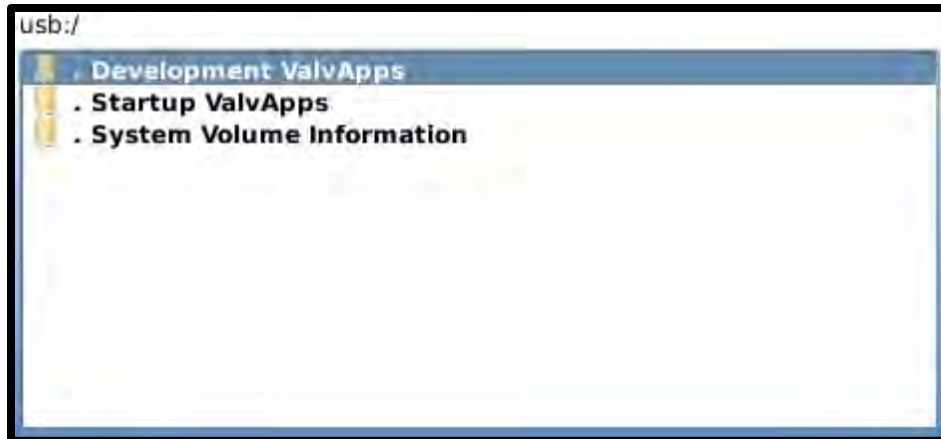 usb:/
. Development ValvApps
. Startup ValvApps
. System Volume Information